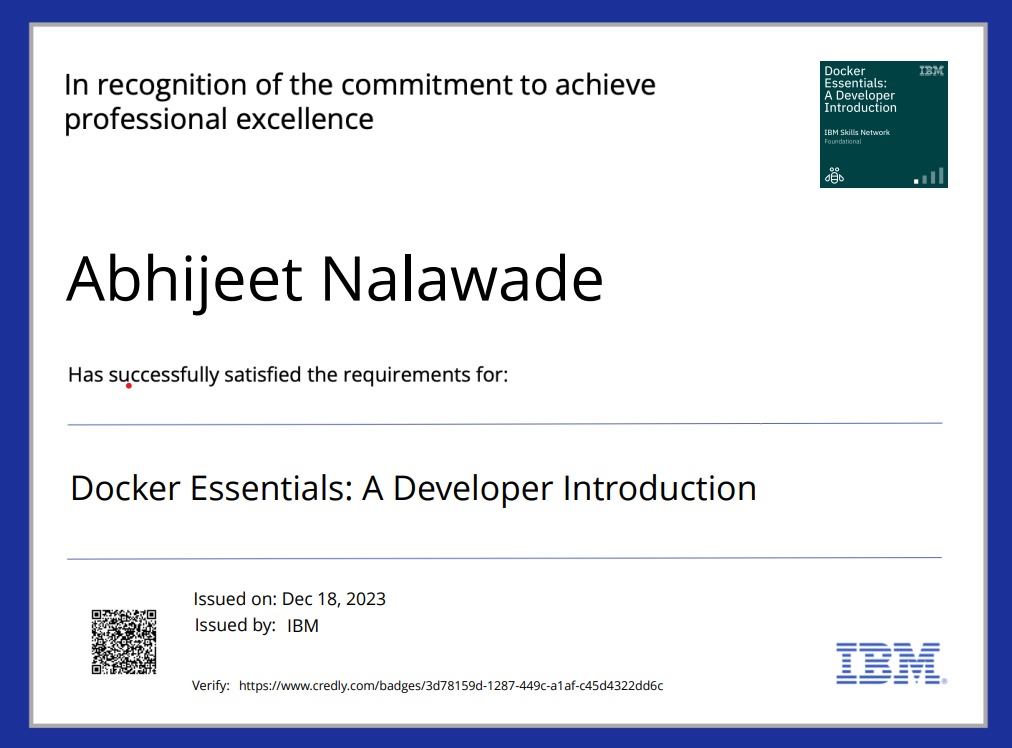 In recognition of the commitment to achieve
professional excellence
Docker
Essentials:
A Developer
Introduction
IBM
IBM Skills Network
Foundational
Abhijeet Nalawade
Has successfully satisfied the requirements for:
Docker Essentials: A Developer Introduction
Issued on: Dec 18, 2023
Issued by: IBM
IBM®
Verify: https://www.credly.com/badges/3d78159d-1287-449c-a1af-c45d4322dd6c